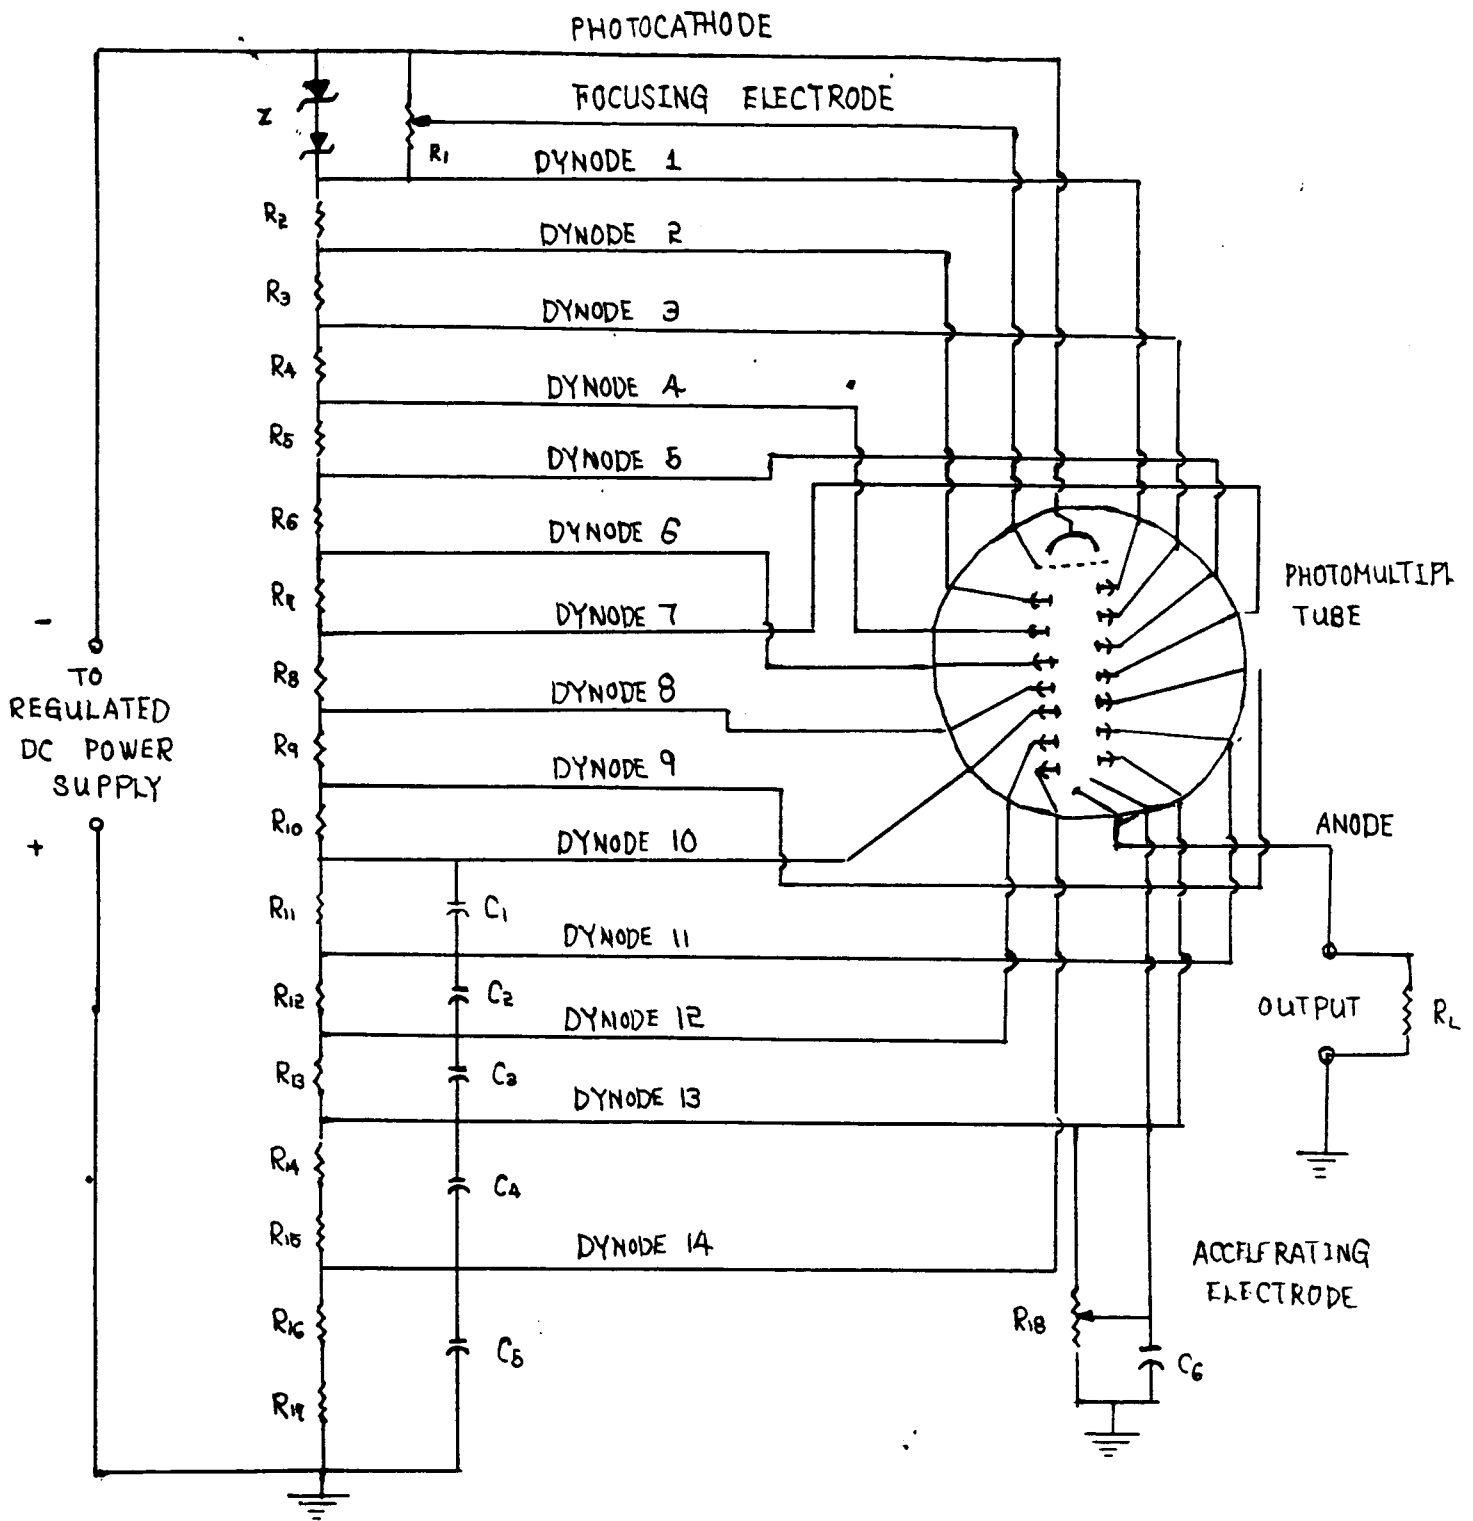 PHOTOCATHODE
FOCUSING ELECTRODE
Z
R1
DYNODE 1
R2
DYNODE 2
R3
DYNODE 3
R4
DYNODE 4
R5
DYNODE 5
R6
DYNODE 6
R7
DYNODE 7
PHOTOMULTIPL
TUBE
-
TO
REGULATED
DC POWER
SUPPLY
+
R8
DYNODE 8
R9
DYNODE 9
R10
DYNODE 10
ANODE
R11
C1
DYNODE 11
R12
C2
DYNODE 12
OUTPUT
RL
R13
C3
DYNODE 13
R14
C4
R15
DYNODE 14
ACCELERATING
ELECTRODE
R16
C5
R18
C6
R17